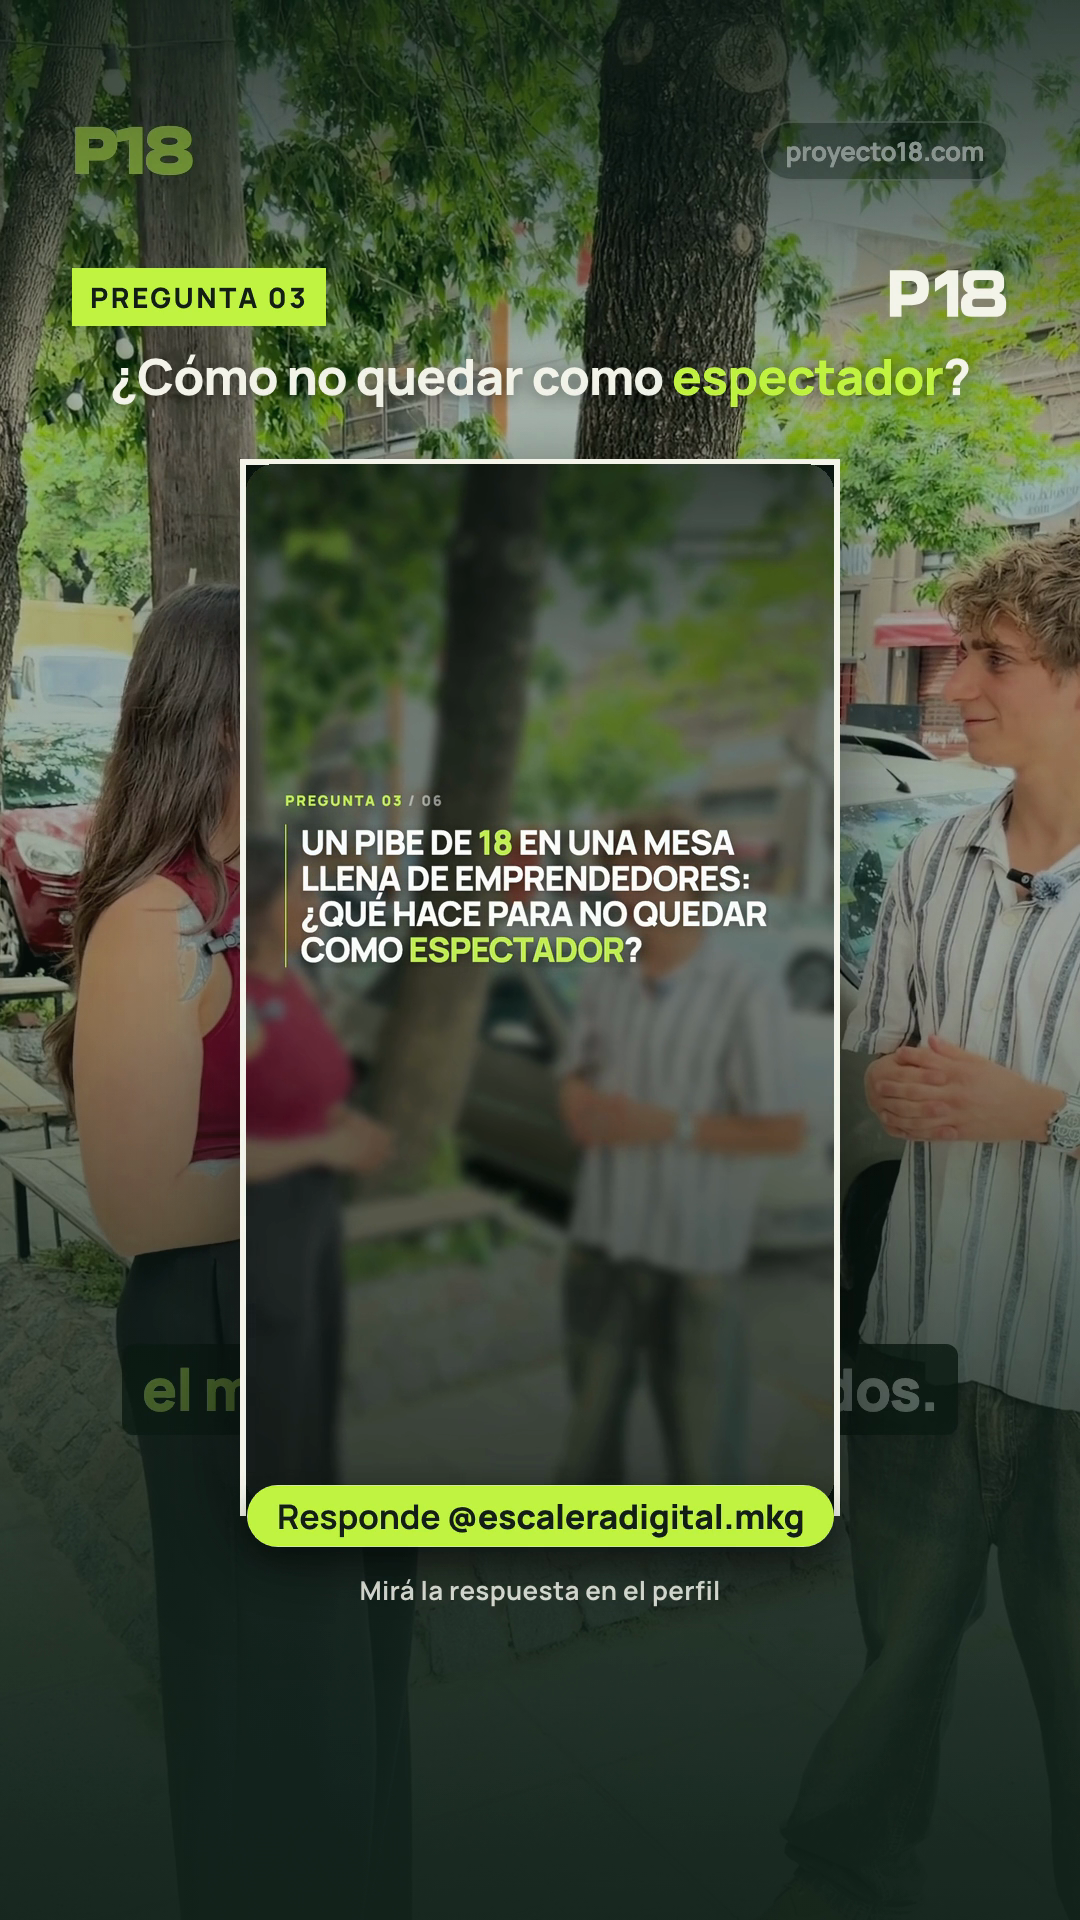 P18
proyecto18.com
PREGUNTA 03
P18
¿Cómo no quedar como espectador?
PREGUNTA 03 / 06
UN PIBE DE 18 EN UNA MESA
LLENA DE EMPRENDEDORES:
¿QUÉ HACE PARA NO QUEDAR
COMO ESPECTADOR?
el m
dos.
Responde @escaleradigital.mkg
Mirá la respuesta en el perfil